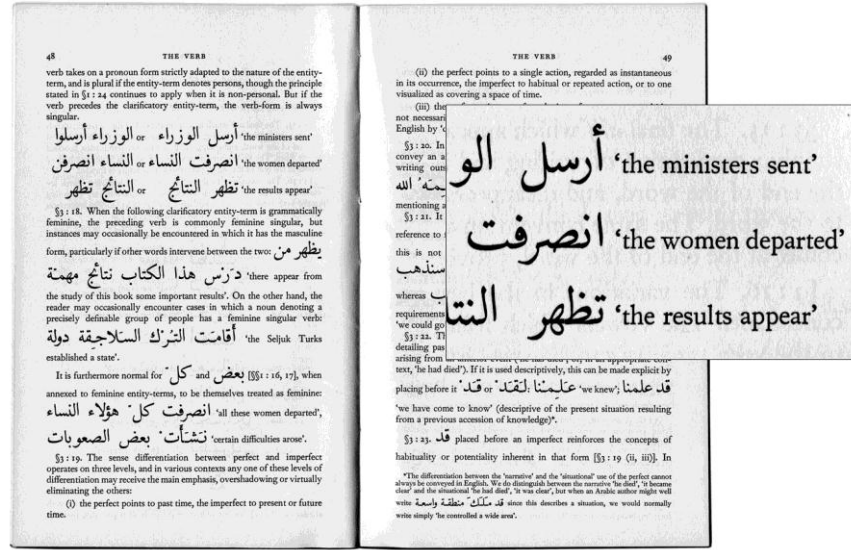 48 THE VERB
verb takes on a pronoun form strictly adapted to the nature of the entity-
term, and is plural if the entity-term denotes persons, though the principle
stated in §1 : 24 continues to apply when it is non-personal. But if the
verb precedes the clarificatory entity-term, the verb-form is always
singular.
أرسل الوزراء or الوزراء أرسلوا 'the ministers sent'
انصرفت النساء or النساء انصرفن 'the women departed'
تظهر النتائج or النتائج تظهر 'the results appear'
§3 : 18. When the following clarificatory entity-term is grammatically
feminine, the preceding verb is commonly feminine singular, but
instances may occasionally be encountered in which it has the masculine
form, particularly if other words intervene between the two: يظهر من
درس هذا الكتاب نتائج مهمة 'there appear from
the study of this book some important results'. On the other hand, the
reader may occasionally encounter cases in which a noun denoting a
precisely definable group of people has a feminine singular verb:
أقامت الترك السلاجقة دولة 'the Seljuk Turks
established a state'.
It is furthermore normal for كل and بعض [§§1 : 16, 17], when
annexed to feminine entity-terms, to be themselves treated as feminine:
انصرفت كل هؤلاء النساء 'all these women departed',
نشأت بعض الصعوبات 'certain difficulties arose'.
§3 : 19. The sense differentiation between perfect and imperfect
operates on three levels, and in various contexts any one of these levels of
differentiation may receive the main emphasis, overshadowing or virtually
eliminating the others:
(i) the perfect points to past time, the imperfect to present or future
time.
THE VERB 49
(ii) the perfect points to a single action, regarded as instantaneous
in its occurrence, the imperfect to habitual or repeated action, or to one
visualized as covering a space of time.
(iii) the
not necessari
English by '
§3 : 20. In
convey an a
writing outs
الله
mentioning a
§3 : 21. It
reference to
this is not
سنذهب
whereas
requirements
'we could go
§3 : 22. Th
detailing pas
arising from
text, 'he had died'). If it is used descriptively, this can be made explicit by
placing before it قد or لقد: لقد علمنا 'we knew'; قد علمنا
'we have come to know' (descriptive of the present situation resulting
from a previous accession of knowledge)*.
§3 : 23. قد placed before an imperfect reinforces the concepts of
habituality or potentiality inherent in that form [§3 : 19 (ii, iii)]. In
*The differentiation between the 'narrative' and the 'situational' use of the perfect cannot
always be conveyed in English. We do distinguish between the narrative 'he died', 'it became
clear' and the situational 'he had died', 'it was clear', but when an Arabic author might well
write قد ملك منطقة واسعة since this describes a situation, we would normally
write simply 'he controlled a wide area'.
أرسل الو 'the ministers sent'
انصرفت 'the women departed'
تظهر النتا 'the results appear'